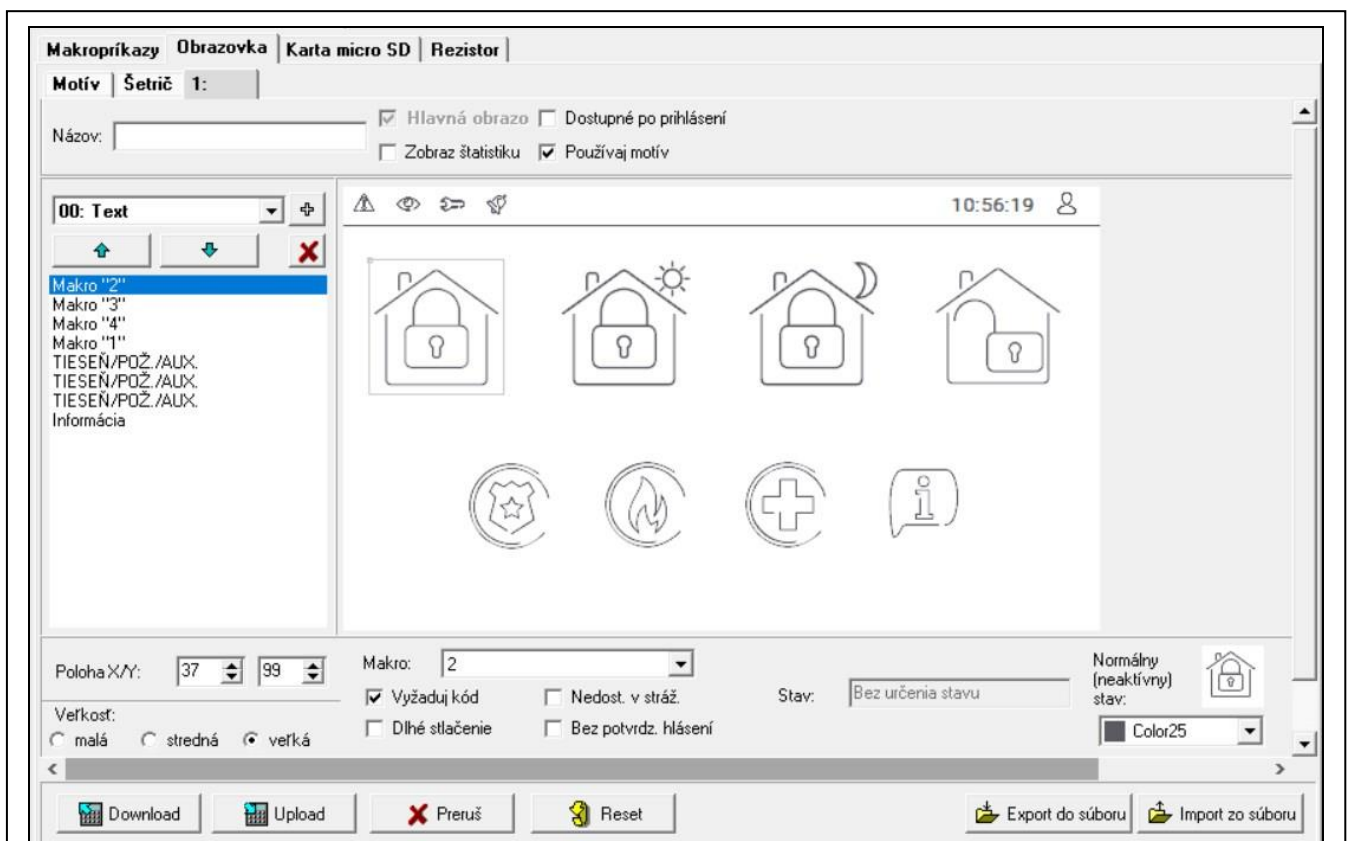 Makropríkazy Obrazovka Karta micro SD Rezistor
Motív Šetrič 1:
Názov: Hlavná obrazo Dostupné po prihlásení
Zobraz štatistiku Používaj motív
00: Text
10:56:19
Makro "2"
Makro "3"
Makro "4"
Makro "1"
TIESEŇ/POŽ./AUX.
TIESEŇ/POŽ./AUX.
TIESEŇ/POŽ./AUX.
Informácia
Poloha X/Y: 37 99
Veľkosť:
malá stredná veľká
Makro: 2
Vyžaduj kód Nedost. v stráž.
Dlhé stlačenie Bez potvrdz. hlásení
Stav: Bez určenia stavu
Normálny
(neaktívny)
stav:
Color25
Download Upload Preruš Reset Export do súboru Import zo súboru